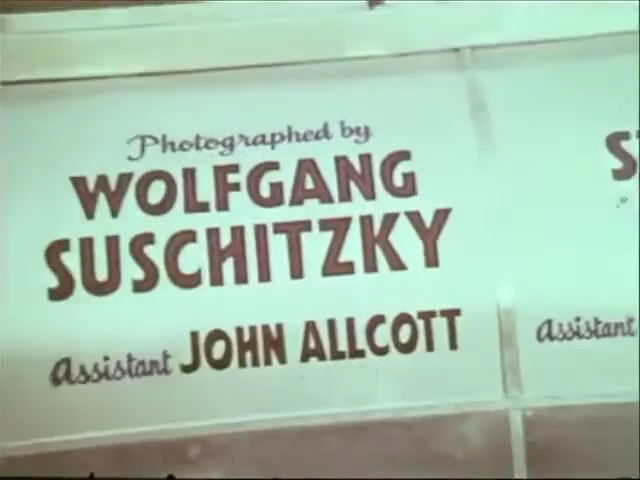 Photographed by
WOLFGANG
SUSCHITZKY
Assistant JOHN ALLCOTT
Assistant